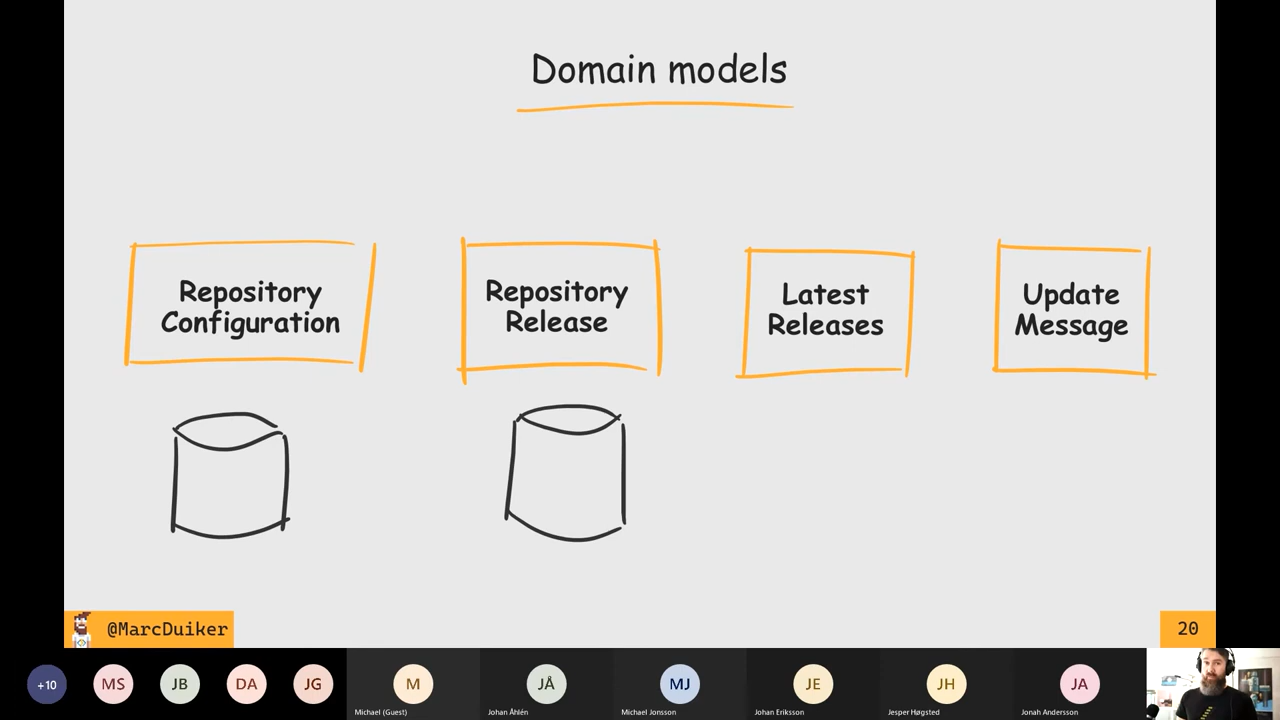 Domain models
Repository
Configuration
Repository
Release
Latest
Releases
Update
Message
@MarcDuiker
20
+10
MS
JB
DA
JG
M
JÅ
MJ
JE
JH
JA
Michael (Guest)
Johan Åhlén
Michael Jonsson
Johan Eriksson
Jesper Høgsted
Jonah Andersson